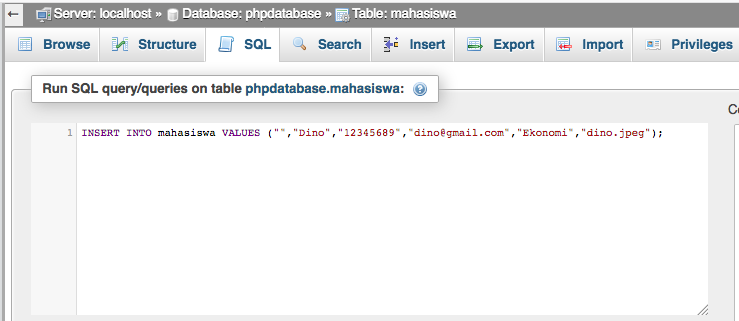 ← Server: localhost » Database: phpdatabase » Table: mahasiswa
Browse Structure SQL Search Insert Export Import Privileges
Run SQL query/queries on table phpdatabase.mahasiswa:
1 INSERT INTO mahasiswa VALUES ("","Dino","12345689","dino@gmail.com","Ekonomi","dino.jpeg");